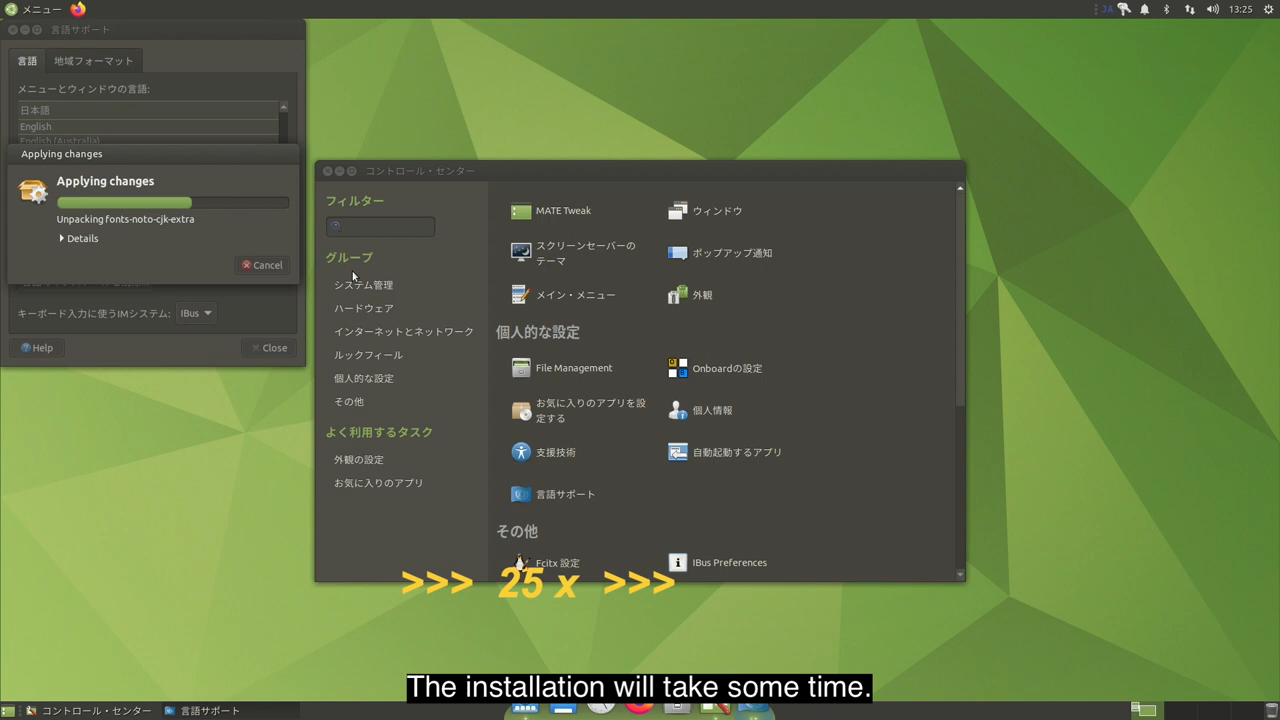 メニュー
JA
13:25
言語サポート
言語
地域フォーマット
メニューとウィンドウの言語:
日本語
English
English (Australia)
Applying changes
Applying changes
Unpacking fonts-noto-cjk-extra
Details
Cancel
キーボード入力に使うIMシステム:
IBus
Help
Close
コントロール・センター
フィルター
グループ
システム管理
ハードウェア
インターネットとネットワーク
ルックフィール
個人的な設定
その他
よく利用するタスク
外観の設定
お気に入りのアプリ
MATE Tweak
ウィンドウ
スクリーンセーバーの
テーマ
ポップアップ通知
メイン・メニュー
外観
個人的な設定
File Management
Onboardの設定
お気に入りのアプリを設
定する
個人情報
支援技術
自動起動するアプリ
言語サポート
その他
Fcitx 設定
IBus Preferences
>>> 25 x >>>
The installation will take some time.
コントロール・センター
言語サポート